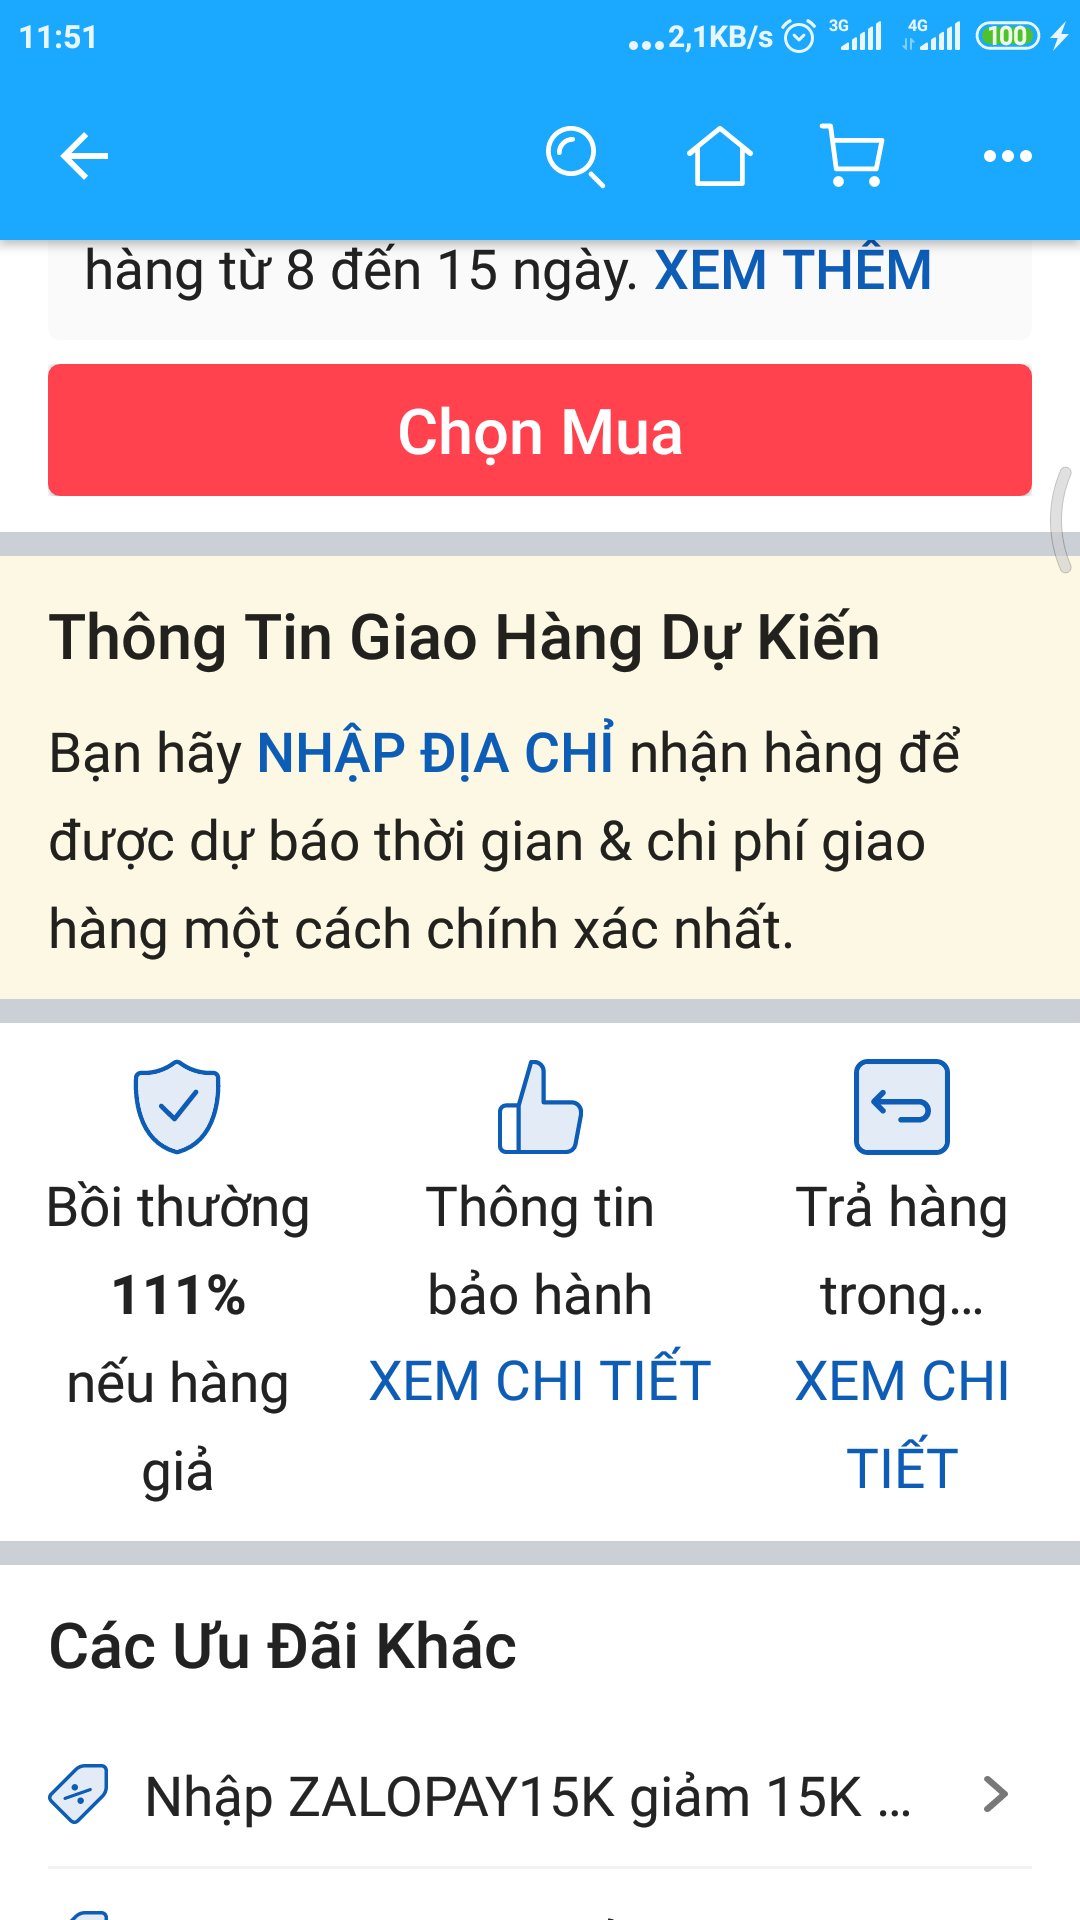 11:51
...2,1KB/s 3G 4G 100
hàng từ 8 đến 15 ngày. XEM THÊM
Chọn Mua
Thông Tin Giao Hàng Dự Kiến
Bạn hãy NHẬP ĐỊA CHỈ nhận hàng để
được dự báo thời gian & chi phí giao
hàng một cách chính xác nhất.
Bồi thường
111%
nếu hàng
giả
Thông tin
bảo hành
XEM CHI TIẾT
Trả hàng
trong...
XEM CHI
TIẾT
Các Ưu Đãi Khác
Nhập ZALOPAY15K giảm 15K ...